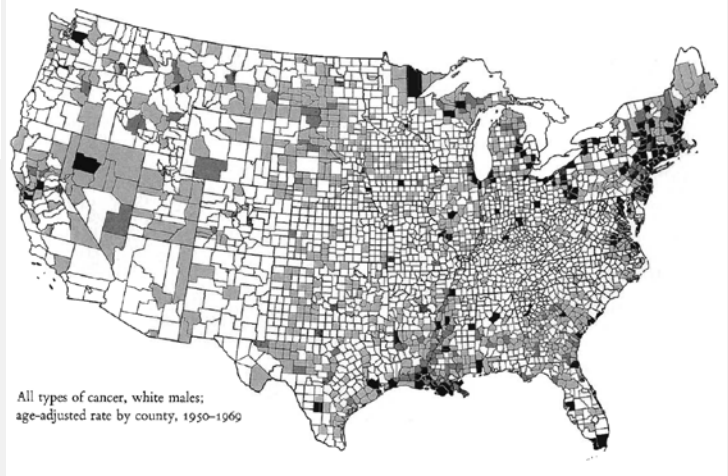 All types of cancer, white males;
age-adjusted rate by county, 1950–1969